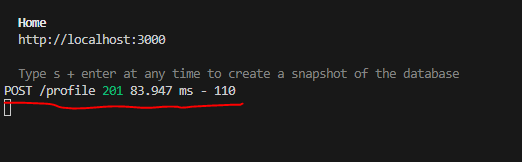 Home
http://localhost:3000
Type s + enter at any time to create a snapshot of the database
POST /profile 201 83.947 ms - 110